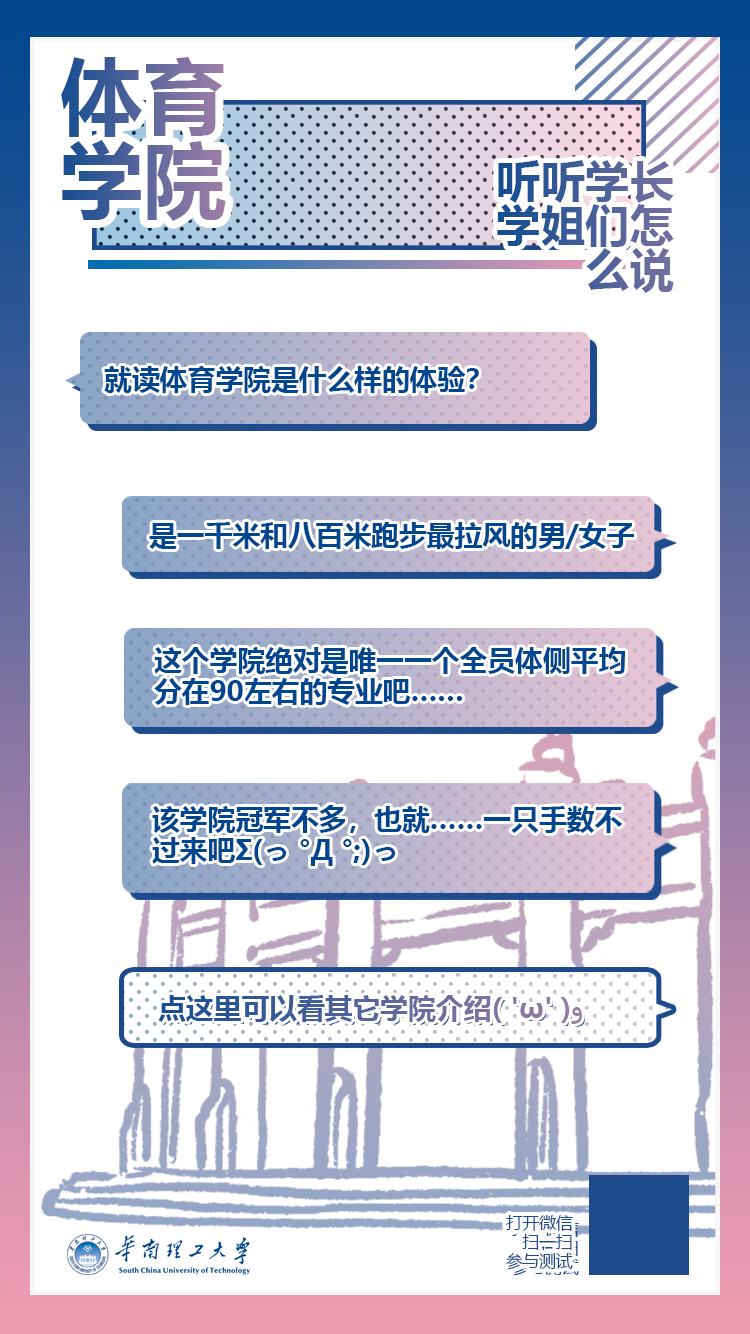 体育
学院
听听学长
学姐们怎
么说
就读体育学院是什么样的体验？
是一千米和八百米跑步最拉风的男/女子
这个学院绝对是唯一一个全员体侧平均
分在90左右的专业吧……
该学院冠军不多，也就……一只手数不
过来吧Σ(っ °Д °;)っ
点这里可以看其它学院介绍( 'ω' )و
华南理工大学
South China University of Technology
打开微信
扫一扫
参与测试